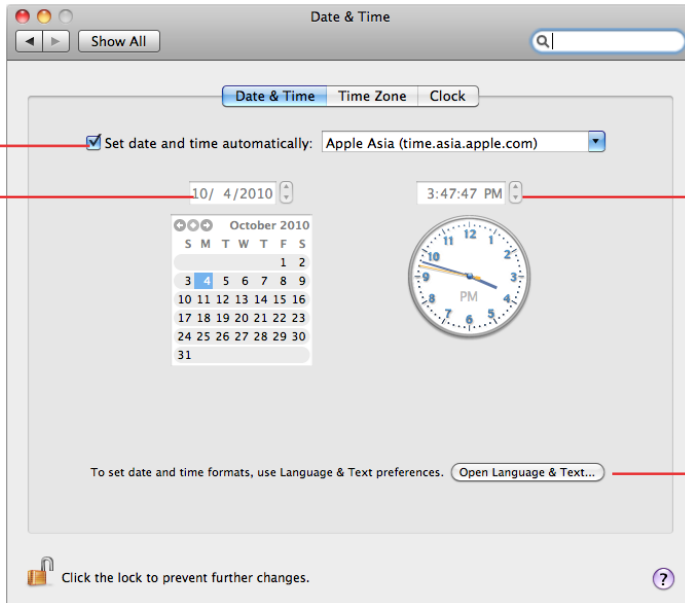 Date & Time
Show All
Date & Time Time Zone Clock
Set date and time automatically: Apple Asia (time.asia.apple.com)
10/ 4/2010 3:47:47 PM
October 2010
S M T W T F S
1 2
3 4 5 6 7 8 9
10 11 12 13 14 15 16
17 18 19 20 21 22 23
24 25 26 27 28 29 30
31
12
1
2
3
4
5
6
7
8
9
10
11
PM
To set date and time formats, use Language & Text preferences. Open Language & Text...
Click the lock to prevent further changes. ?